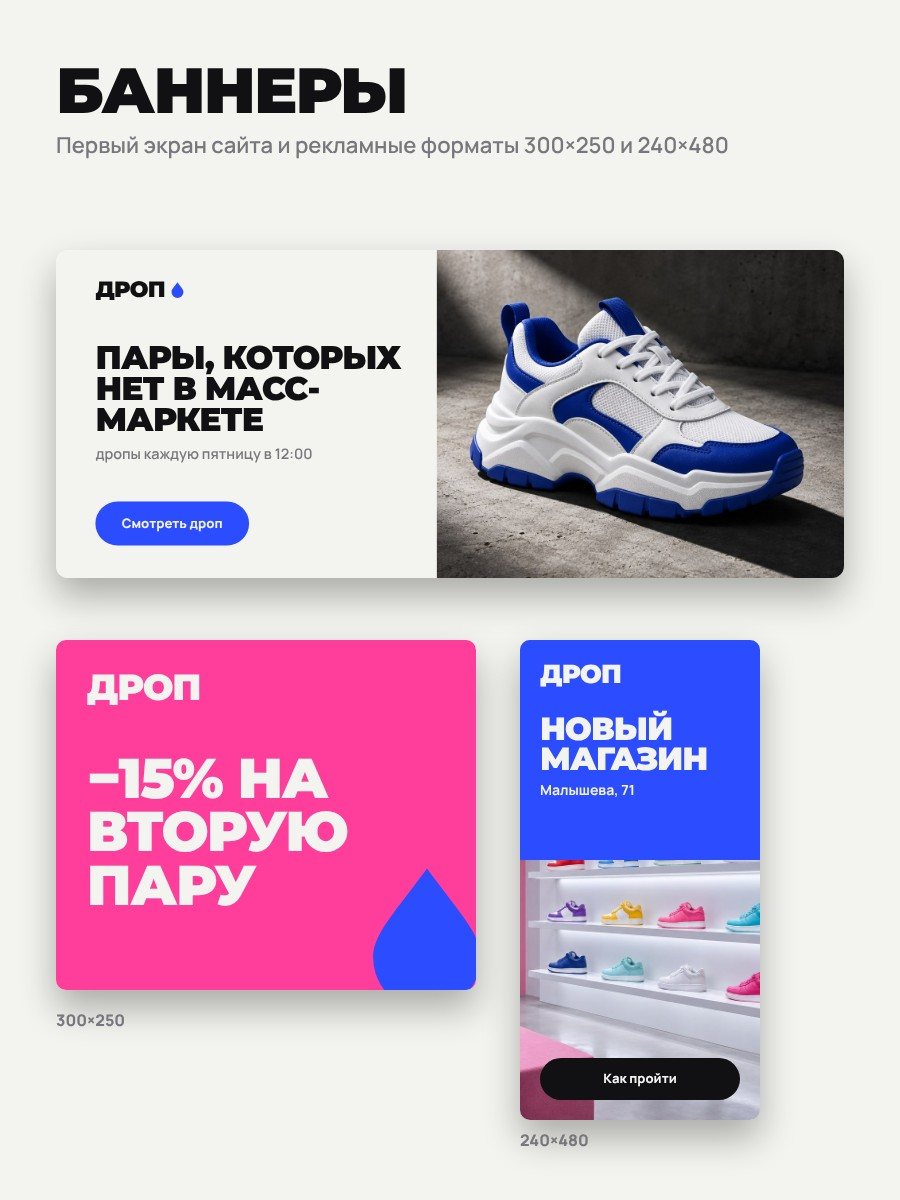 БАННЕРЫ
Первый экран сайта и рекламные форматы 300×250 и 240×480
ДРОП
ПАРЫ, КОТОРЫХ
НЕТ В МАСС-
МАРКЕТЕ
дропы каждую пятницу в 12:00
Смотреть дроп
ДРОП
−15% НА
ВТОРУЮ
ПАРУ
300×250
ДРОП
НОВЫЙ
МАГАЗИН
Малышева, 71
Как пройти
240×480